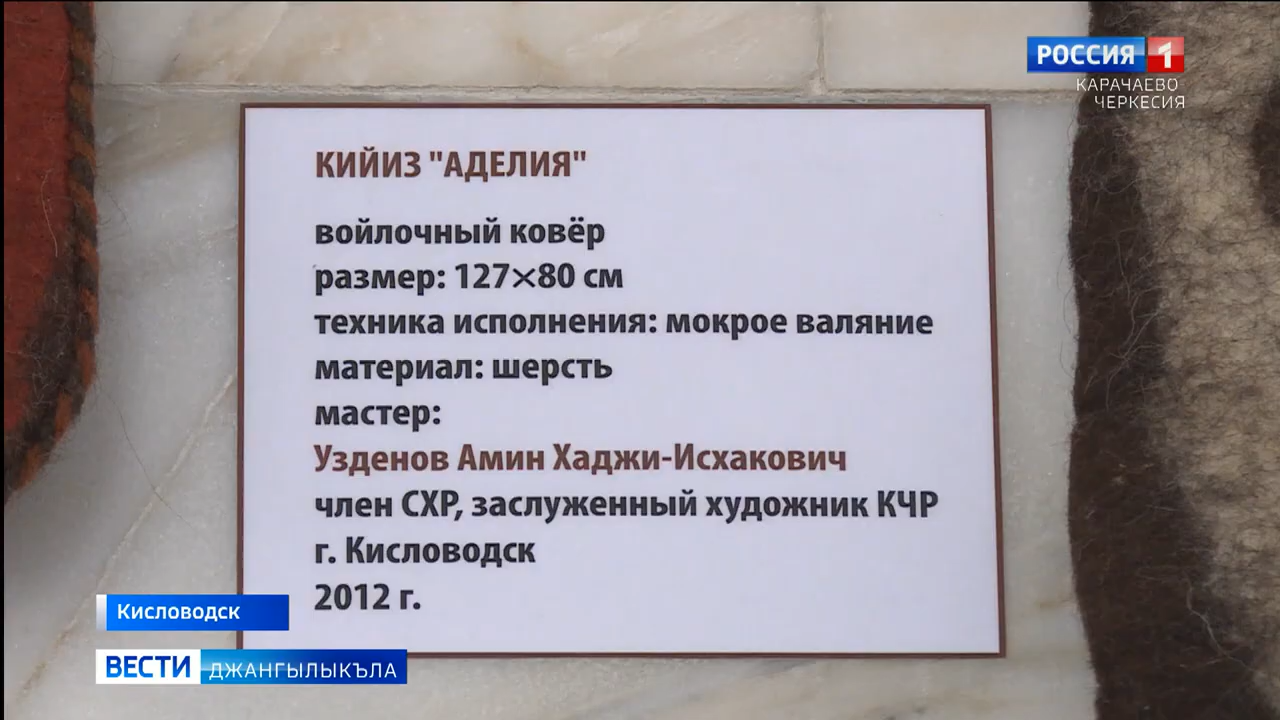 РОССИЯ 1
КАРАЧАЕВО
ЧЕРКЕСИЯ
КИЙИЗ "АДЕЛИЯ"
войлочный ковёр
размер: 127×80 см
техника исполнения: мокрое валяние
материал: шерсть
мастер:
Узденов Амин Хаджи-Исхакович
член СХР, заслуженный художник КЧР
г. Кисловодск
2012 г.
Кисловодск
ВЕСТИ ДЖАНГЫЛЫКЪЛА